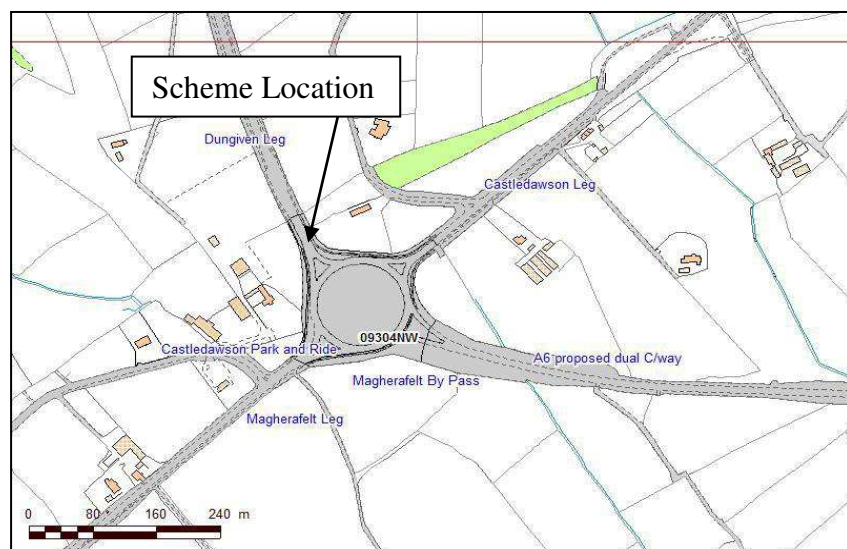 Scheme Location
Dungiven Leg
Castledawson Leg
09304NW
Castledawson Park and Ride
A6 proposed dual C/way
Magherafelt By Pass
Magherafelt Leg
0 80 160 240 m